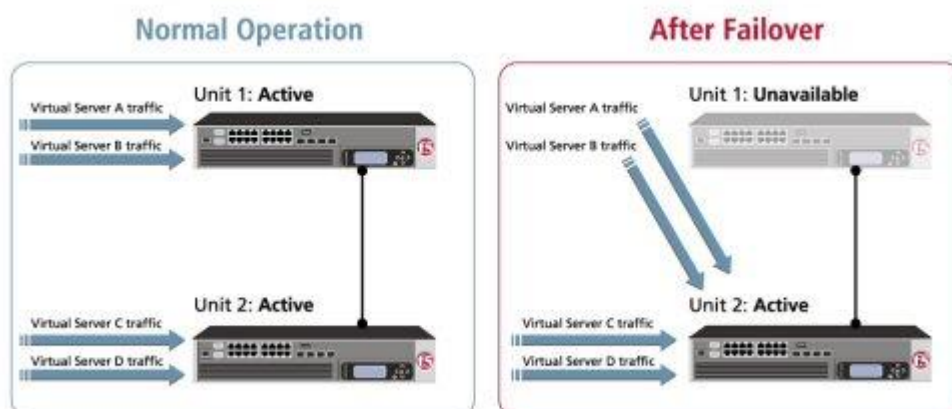 Normal Operation
Unit 1: Active
Virtual Server A traffic
Virtual Server B traffic
Unit 2: Active
Virtual Server C traffic
Virtual Server D traffic
After Failover
Unit 1: Unavailable
Virtual Server A traffic
Virtual Server B traffic
Unit 2: Active
Virtual Server C traffic
Virtual Server D traffic